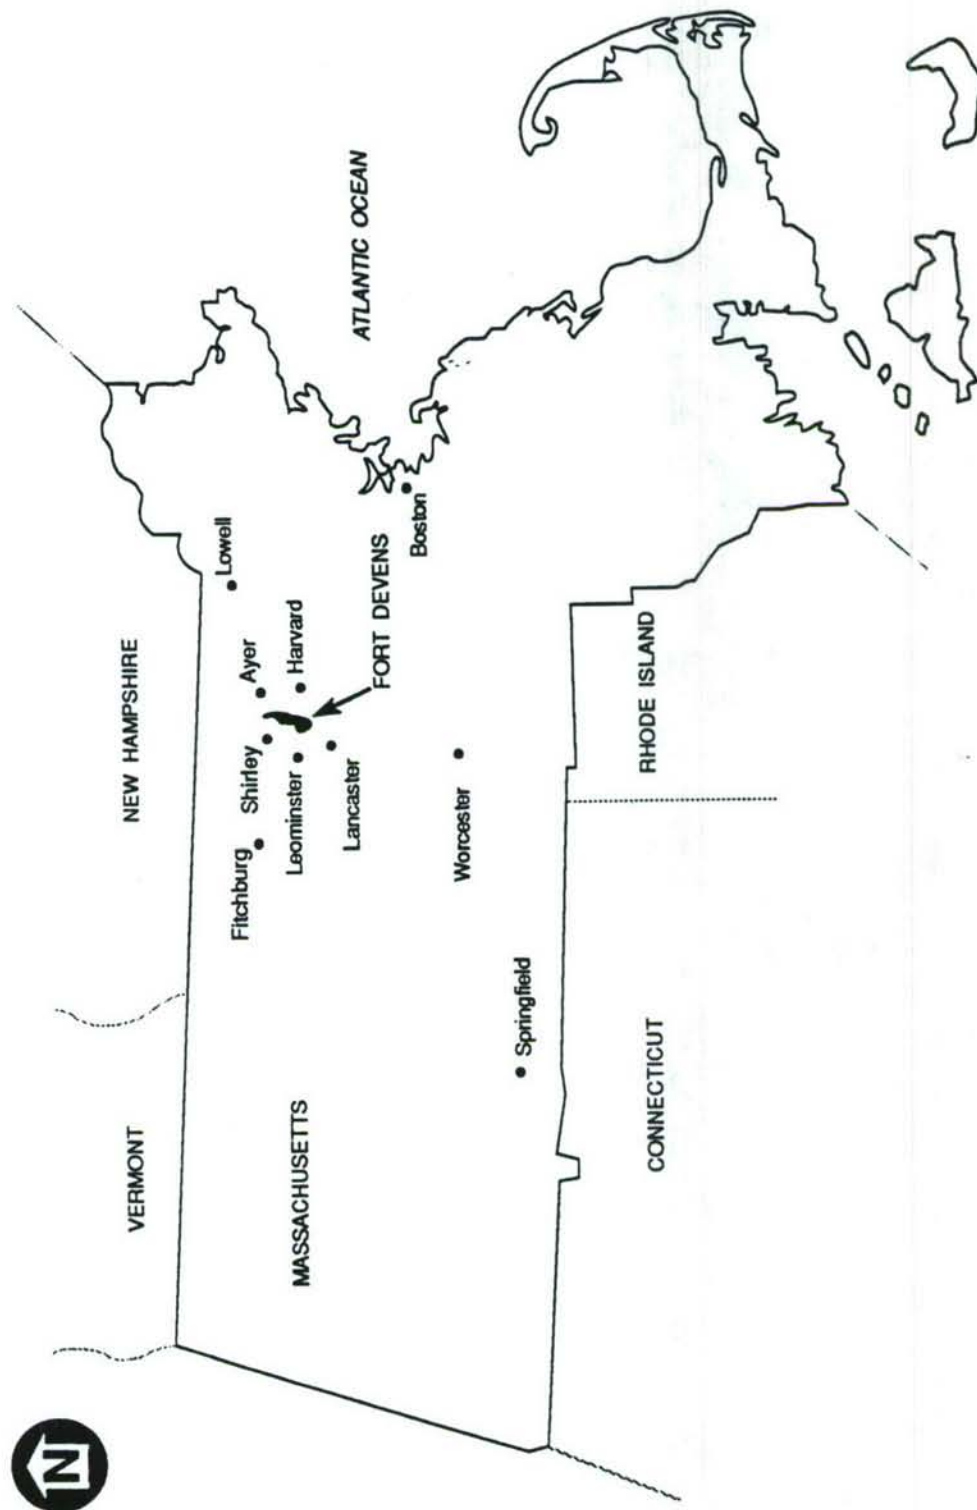 N
VERMONT
NEW HAMPSHIRE
Lowell
Ayer
Harvard
Fitchburg
Shirley
Leominster
Lancaster
FORT DEVENS
Boston
ATLANTIC OCEAN
MASSACHUSETTS
Worcester
Springfield
CONNECTICUT
RHODE ISLAND